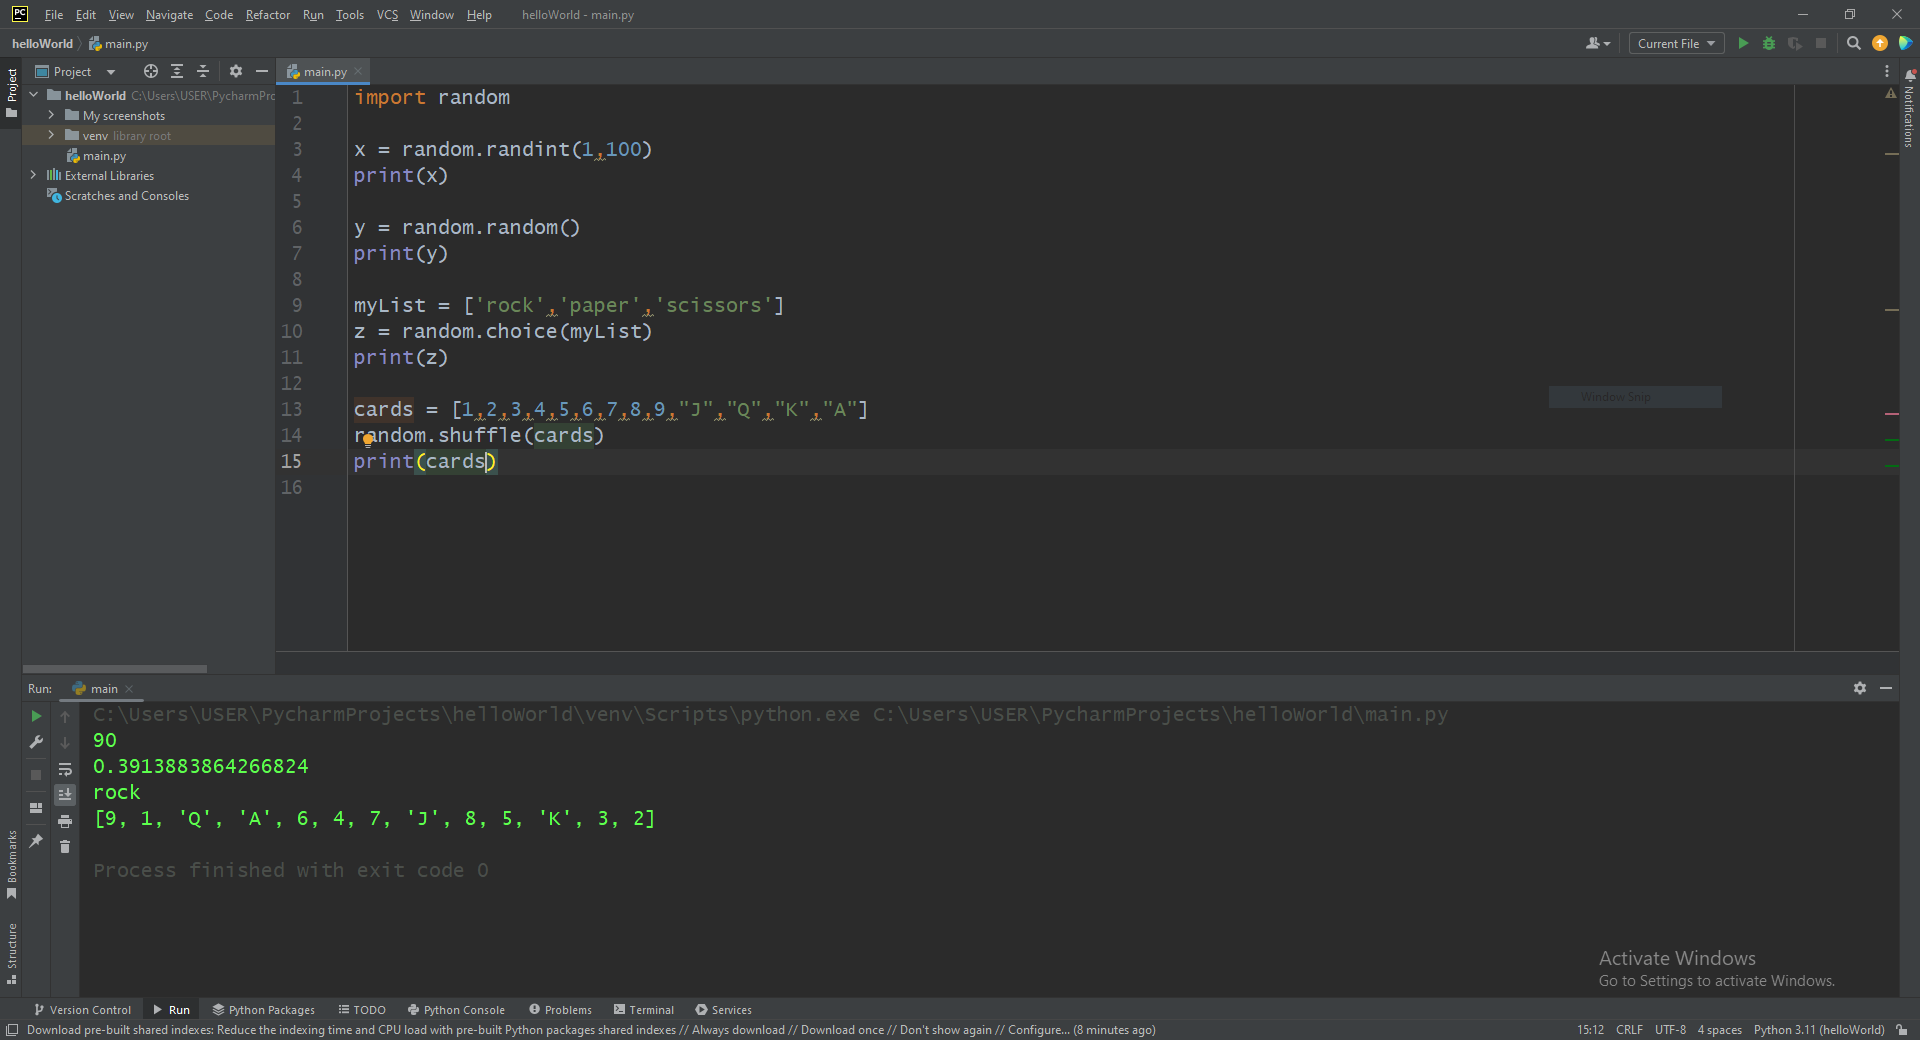 PC File Edit View Navigate Code Refactor Run Tools VCS Window Help helloWorld - main.py
helloWorld main.py Current File
Project main.py
Project
Notifications
helloWorld C:\Users\USER\PycharmPro
My screenshots
venv library root
main.py
External Libraries
Scratches and Consoles
1 import random
2
3 x = random.randint(1,100)
4 print(x)
5
6 y = random.random()
7 print(y)
8
9 myList = ['rock','paper','scissors']
10 z = random.choice(myList)
11 print(z)
12
13 cards = [1,2,3,4,5,6,7,8,9,"J","Q","K","A"]
14 random.shuffle(cards)
15 print(cards)
16
Window Snip
Run: main
C:\Users\USER\PycharmProjects\helloWorld\venv\Scripts\python.exe C:\Users\USER\PycharmProjects\helloWorld\main.py
90
0.3913883864266824
rock
[9, 1, 'Q', 'A', 6, 4, 7, 'J', 8, 5, 'K', 3, 2]
Process finished with exit code 0
Bookmarks
Structure
Activate Windows
Go to Settings to activate Windows.
Version Control Run Python Packages TODO Python Console Problems Terminal Services
Download pre-built shared indexes: Reduce the indexing time and CPU load with pre-built Python packages shared indexes // Always download // Download once // Don't show again // Configure... (8 minutes ago) 15:12 CRLF UTF-8 4 spaces Python 3.11 (helloWorld)